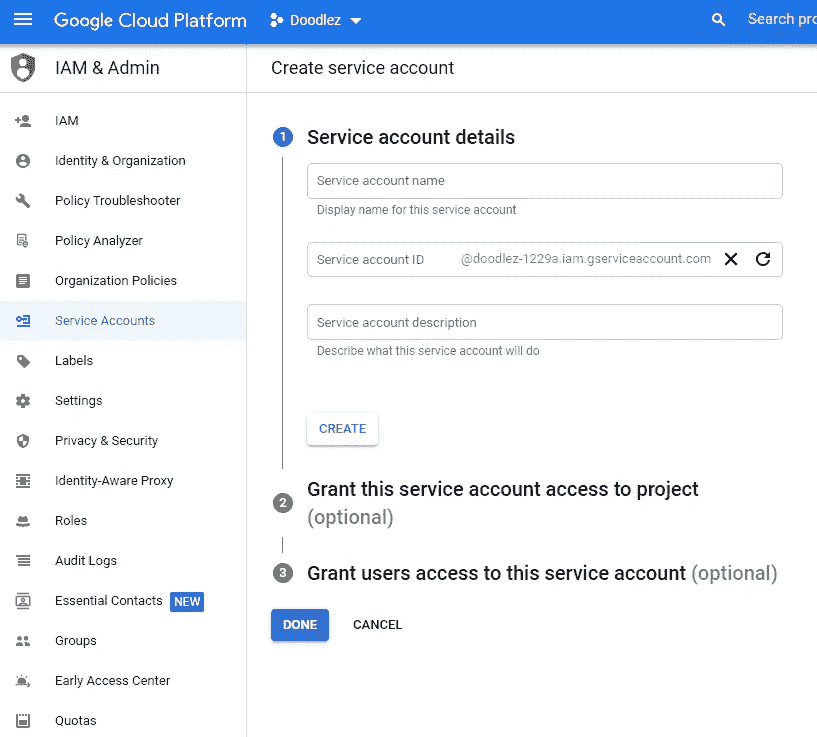 Google Cloud Platform
Doodlez
Search pro
IAM & Admin
Create service account
IAM
Identity & Organization
Policy Troubleshooter
Policy Analyzer
Organization Policies
Service Accounts
Labels
Settings
Privacy & Security
Identity-Aware Proxy
Roles
Audit Logs
Essential Contacts NEW
Groups
Early Access Center
Quotas
1 Service account details
Service account name
Display name for this service account
Service account ID @doodlez-1229a.iam.gserviceaccount.com
Service account description
Describe what this service account will do
CREATE
2 Grant this service account access to project
(optional)
3 Grant users access to this service account (optional)
DONE CANCEL